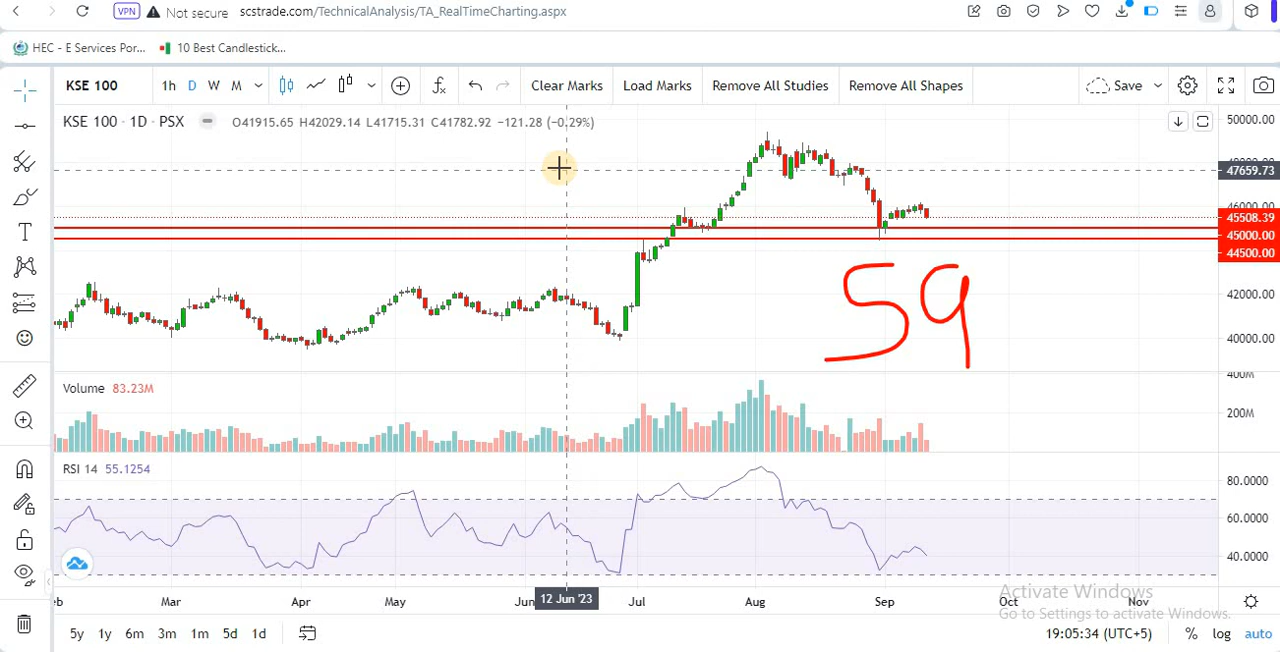 VPN Not secure scstrade.com/TechnicalAnalysis/TA_RealTimeCharting.aspx
HEC - E Services Por... 10 Best Candlestick...
KSE 100 1h D W M Clear Marks Load Marks Remove All Studies Remove All Shapes Save
KSE 100 · 1D · PSX O41915.65 H42029.14 L41715.31 C41782.92 −121.28 (−0.29%)
50000.00
47659.73
45508.39
45000.00
44500.00
42000.00
40000.00
59
Volume 83.23M
400M
200M
RSI 14 55.1254
80.0000
60.0000
40.0000
eb Mar Apr May Jun 12 Jun '23 Jul Aug Sep Oct Nov
Activate Windows
Go to Settings to activate Windows.
5y 1y 6m 3m 1m 5d 1d 19:05:34 (UTC+5) % log auto